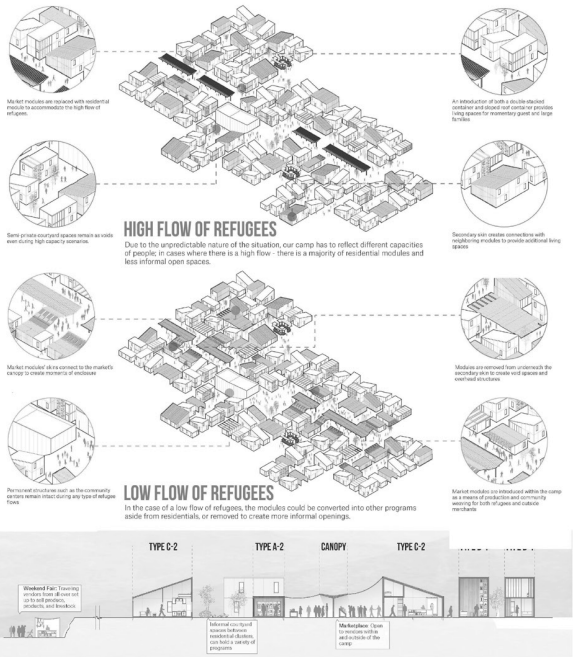 Market modules are replaced with residential
module to accommodate the high flow of
refugees.
An introduction of both a double-stacked
container and sloped roof container provides
living spaces for momentary guest and large
families
Semi-private courtyard spaces remain as voids
even during high capacity scenarios.
Secondary skin creates connections with
neighboring modules to provide additional living
spaces
HIGH FLOW OF REFUGEES
Due to the unpredictable nature of the situation, our camp has to reflect different capacities
of people; in cases where there is a high flow - there is a majority of residential modules and
less informal open spaces.
Market modules' skins connect to the market's
canopy to create moments of enclosure
Modules are removed from underneath the
secondary skin to create void spaces and
overhead structures
Permanent structures such as the community
centers remain intact during any type of refugee
flows
Market modules are introduced within the camp
as a means of production and community
weaving for both refugees and outside
merchants
LOW FLOW OF REFUGEES
In the case of a low flow of refugees, the modules could be converted into other programs
aside from residentials, or removed to create more informal openings.
TYPE C-2
TYPE A-2
CANOPY
TYPE C-2
Weekend Fair: Traveling
vendors from all over set
up to sell produce,
products, and livestock
Informal courtyard
spaces between
residential clusters,
can hold a variety of
programs
Marketplace: Open
to vendors within
and outside of the
camp